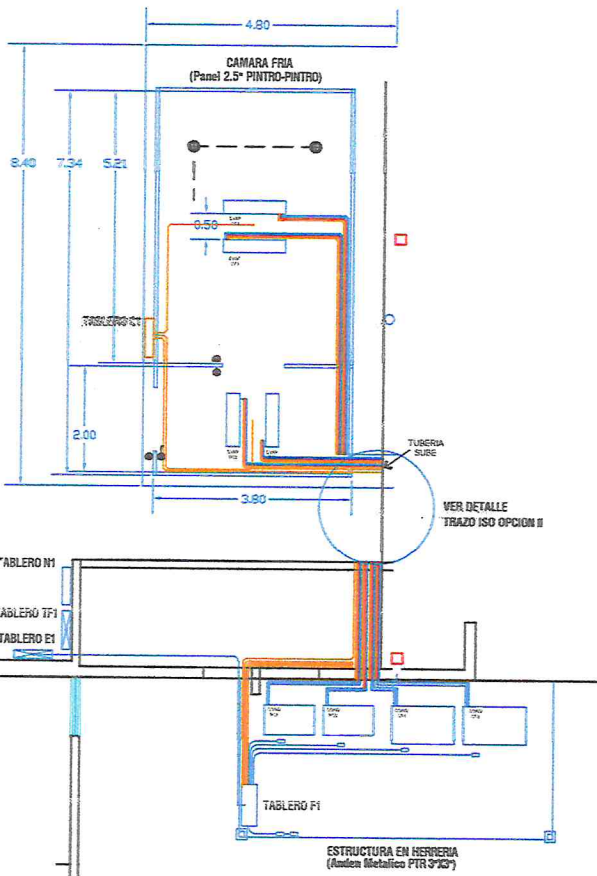 4.80
CAMARA FRIA
(Panel 2.5" PINTRO-PINTRO)
8.40
7.34
5.21
0.50
TABLERO C1
2.00
TUBERIA
SUBE
3.80
VER DETALLE
TRAZO ISO OPCION II
TABLERO N1
TABLERO TF1
TABLERO E1
TABLERO F1
ESTRUCTURA EN HERRERIA
(Anden Metalico PTR 3"X3")